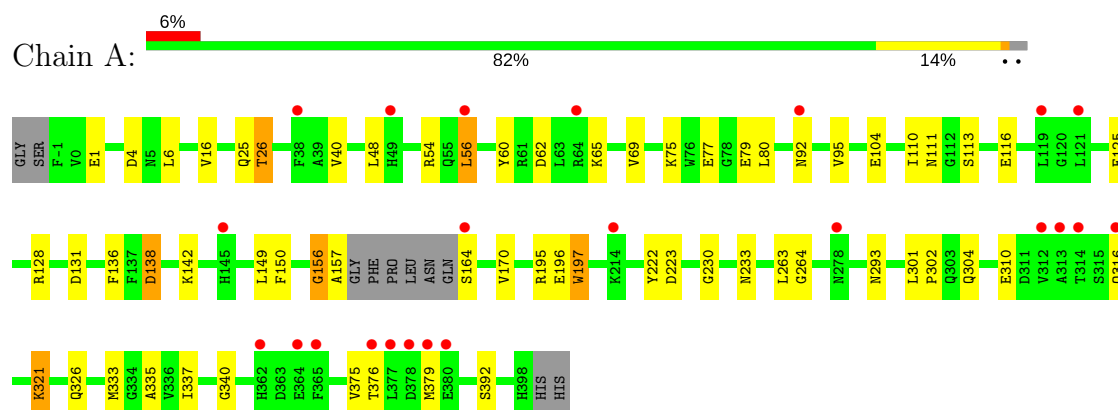 6%
Chain A:
82%
14%
• •
GLY SER F-1 V0 E1 D4 N5 L6 V16 Q25 T26 F38 A39 V40 L48 H49 R54 Q55 L56 Y60 R61 D62 L63 R64 K65 V69 K75 W76 E77 G78 E79 L80 N92 V95 E104 I110 N111 G112 S113 E116 L119 G120 L121
R128 D131 F136 F137 D138 K142 H145 L149 F150 G156 A157 GLY PHE PRO LEU ASN GLN S164 V170 R195 E196 W197 K214 Y222 D223 G230 N233 L263 G264 N278 N293 L301 P302 Q303 Q304 E310 D311 V312 A313 T314 S315
K321 Q326 M333 G334 A335 V336 I337 G340 H362 D363 E364 F365 V375 T376 L377 D378 M379 E380 S392 H398 HIS HIS